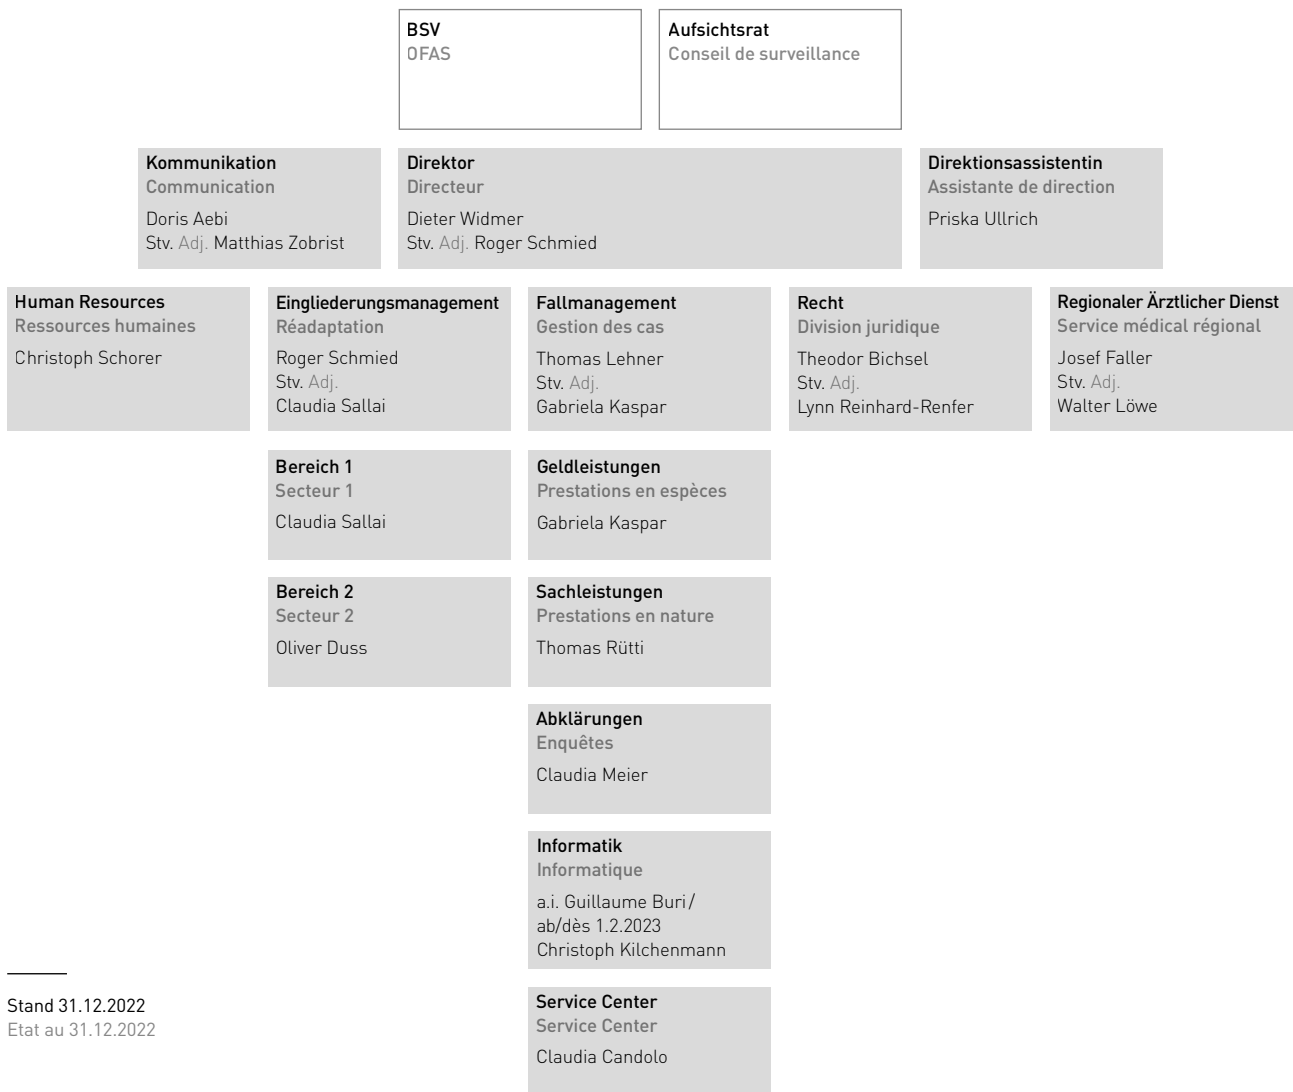 BSV
OFAS
Aufsichtsrat
Conseil de surveillance
Kommunikation
Communication
Doris Aebi
Stv. Adj. Matthias Zobrist
Direktor
Directeur
Dieter Widmer
Stv. Adj. Roger Schmied
Direktionsassistentin
Assistante de direction
Priska Ullrich
Human Resources
Ressources humaines
Christoph Schorer
Eingliederungsmanagement
Réadaptation
Roger Schmied
Stv. Adj.
Claudia Sallai
Fallmanagement
Gestion des cas
Thomas Lehner
Stv. Adj.
Gabriela Kaspar
Recht
Division juridique
Theodor Bichsel
Stv. Adj.
Lynn Reinhard-Renfer
Regionaler Ärztlicher Dienst
Service médical régional
Josef Faller
Stv. Adj.
Walter Löwe
Bereich 1
Secteur 1
Claudia Sallai
Geldleistungen
Prestations en espèces
Gabriela Kaspar
Bereich 2
Secteur 2
Oliver Duss
Sachleistungen
Prestations en nature
Thomas Rütti
Abklärungen
Enquêtes
Claudia Meier
Informatik
Informatique
a.i. Guillaume Buri/
ab/dès 1.2.2023
Christoph Kilchenmann
Service Center
Service Center
Claudia Candolo
Stand 31.12.2022
Etat au 31.12.2022